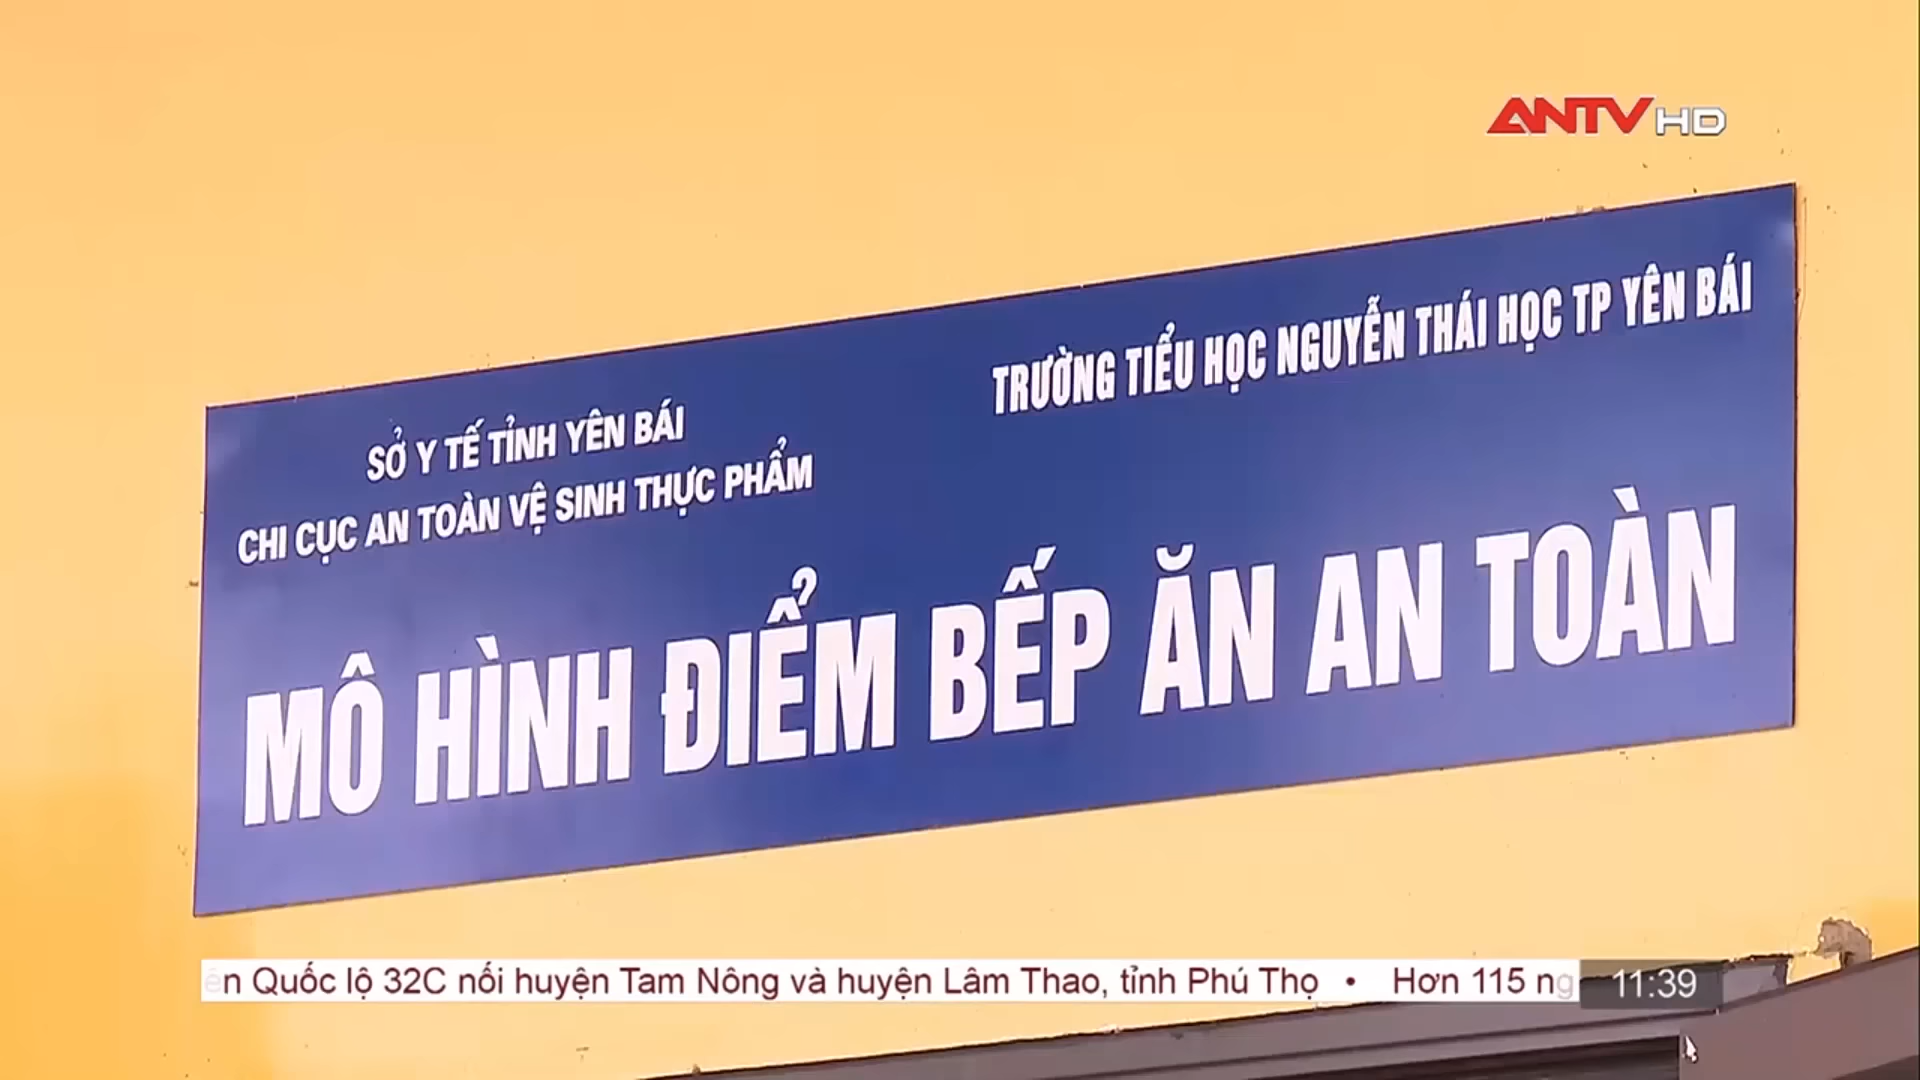 ANTV HD
TRƯỜNG TIỂU HỌC NGUYỄN THÁI HỌC TP YÊN BÁI
SỞ Y TẾ TỈNH YÊN BÁI
CHI CỤC AN TOÀN VỆ SINH THỰC PHẨM
MÔ HÌNH ĐIỂM BẾP ĂN AN TOÀN
Quốc lộ 32C nối huyện Tam Nông và huyện Lâm Thao, tỉnh Phú Thọ • Hơn 115
11:39